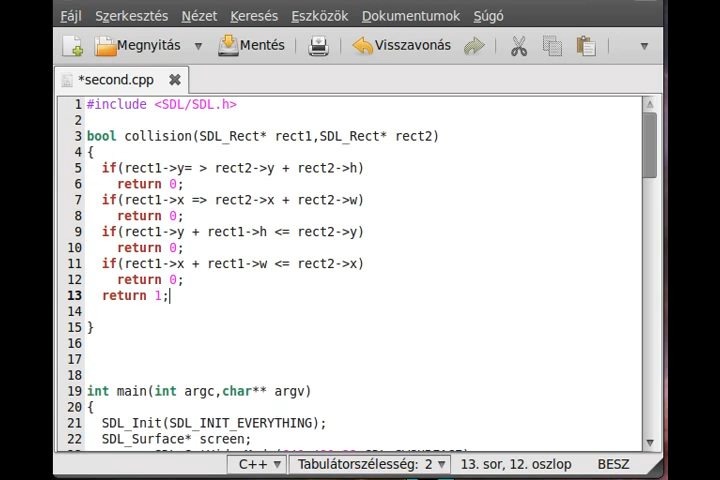 Fájl Szerkesztés Nézet Keresés Eszközök Dokumentumok Súgó
Megnyitás Mentés Visszavonás
*second.cpp
1 #include <SDL/SDL.h>
2
3 bool collision(SDL_Rect* rect1,SDL_Rect* rect2)
4 {
5 if(rect1->y= > rect2->y + rect2->h)
6 return 0;
7 if(rect1->x => rect2->x + rect2->w)
8 return 0;
9 if(rect1->y + rect1->h <= rect2->y)
10 return 0;
11 if(rect1->x + rect1->w <= rect2->x)
12 return 0;
13 return 1;
14
15 }
16
17
18
19 int main(int argc,char** argv)
20 {
21 SDL_Init(SDL_INIT_EVERYTHING);
22 SDL_Surface* screen;
C++ Tabulátorszélesség: 2 13. sor, 12. oszlop BESZ